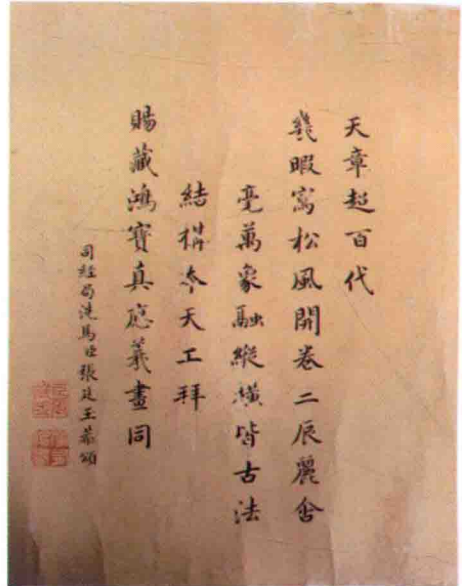 天章超百代
幾暇寫松風開卷二辰麗含
毫萬象融縱橫皆古法
結構叅天工拜
賜藏鴻寶真應羲畫同
司經局洗馬臣張廷玉恭頌